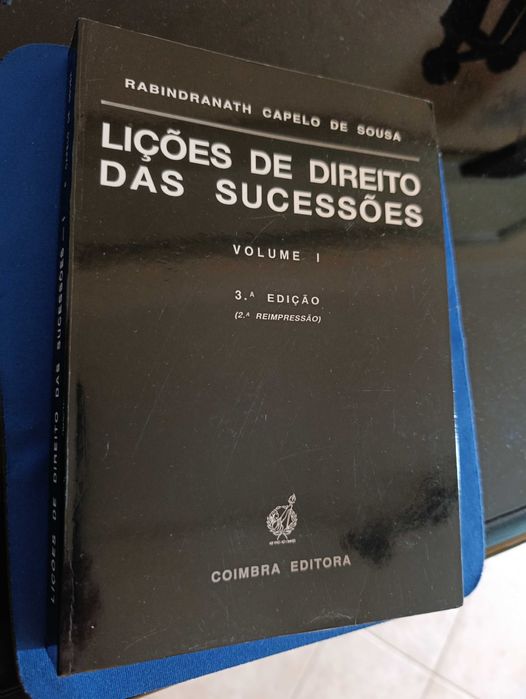 RABINDRANATH CAPELO DE SOUSA
LIÇÕES DE DIREITO
DAS SUCESSÕES
VOLUME I
3.ª EDIÇÃO
(2.ª REIMPRESSÃO)
COIMBRA EDITORA
LIÇOES DE DIREITO DAS SUCESSÕES — I